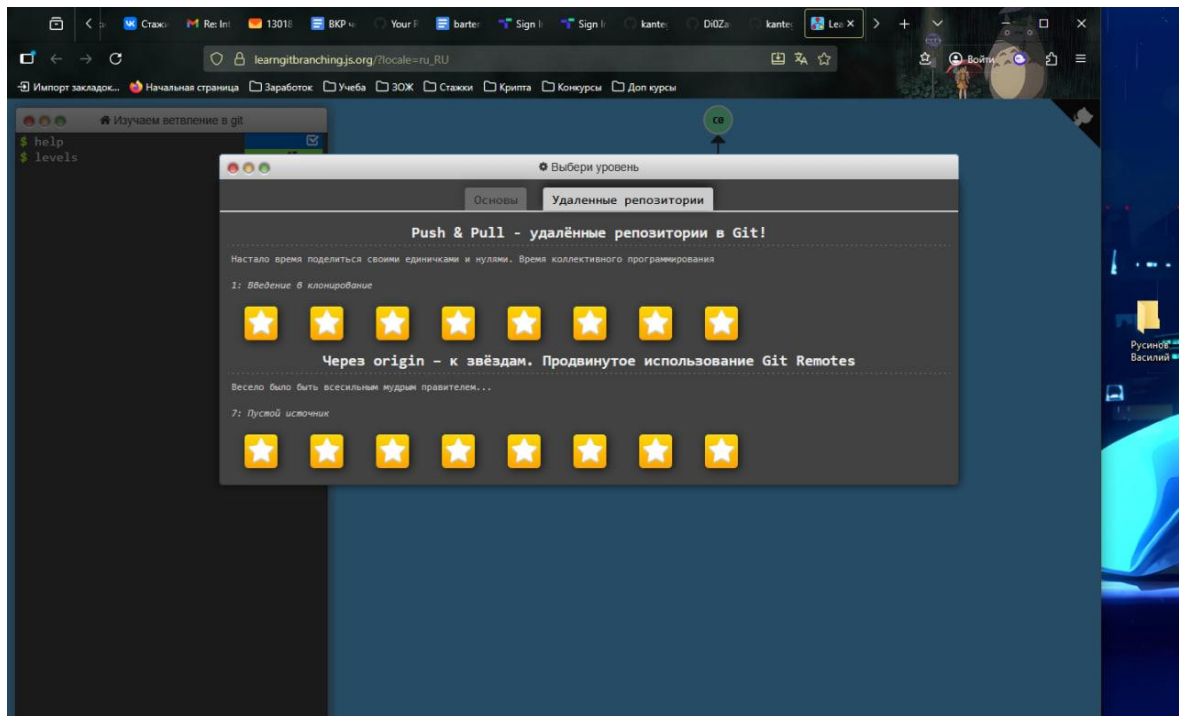 Стажи
Re: Int
13018
ВКР ч
Your F
barter
Sign I
Sign I
kante
Di0Za
kante
Lea
learngitbranching.js.org/?locale=ru_RU
Войти
Импорт закладок...
Начальная страница
Заработок
Учеба
ЗОЖ
Стажки
Крипта
Конкурсы
Доп курсы
Изучаем ветвление в git
C0
$ help
$ levels
Выбери уровень
Основы
Удаленные репозитории
Push & Pull - удалённые репозитории в Git!
Настало время поделиться своими единичками и нулями. Время коллективного программирования
1: Введение в клонирование
Через origin – к звёздам. Продвинутое использование Git Remotes
Весело было быть всесильным мудрым правителем...
7: Пустой источник
Русинов
Василий